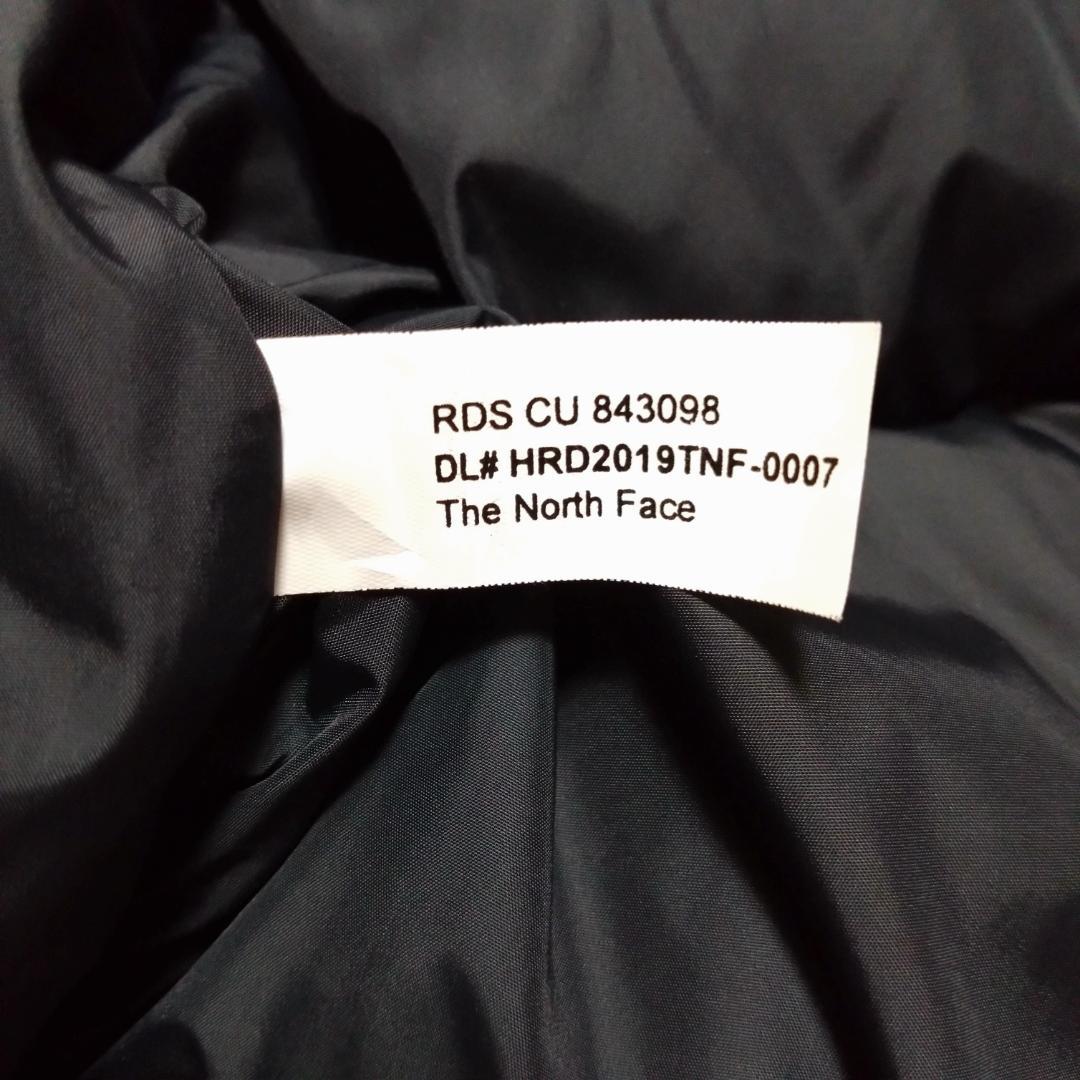 RDS CU 843098
DL# HRD2019TNF-0007
The North Face